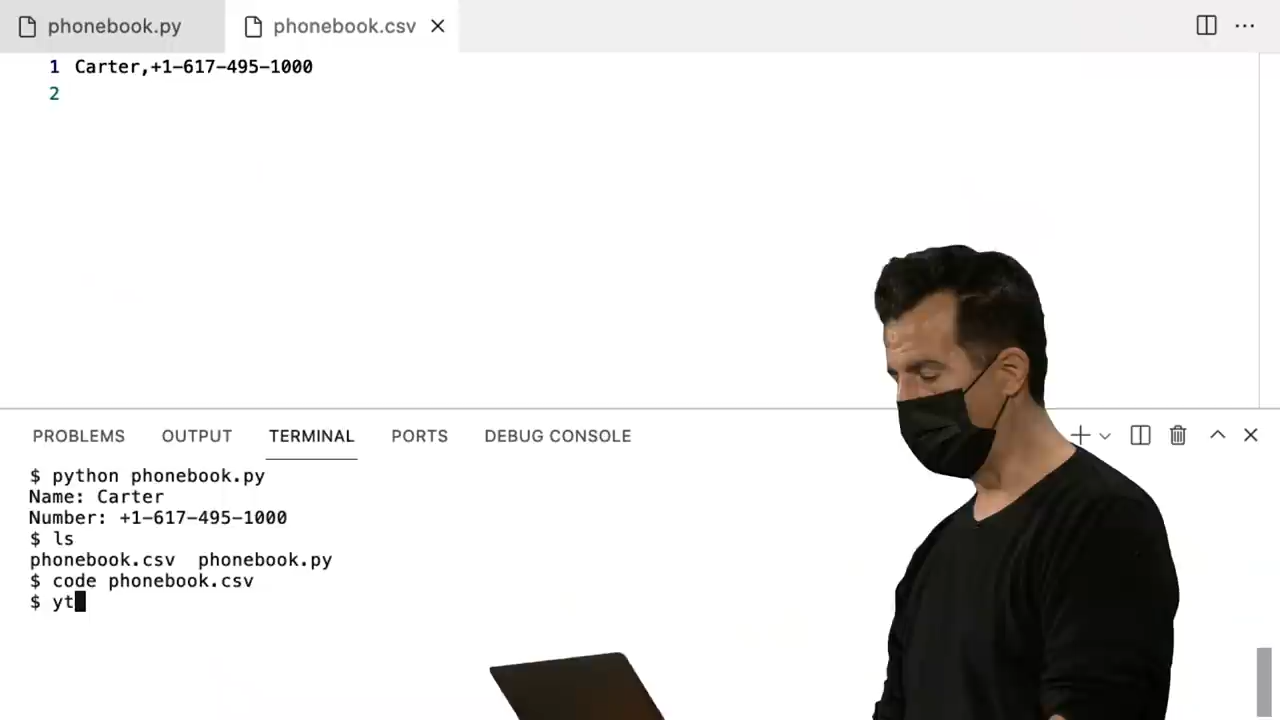 phonebook.py
phonebook.csv
1 Carter,+1-617-495-1000
2
PROBLEMS OUTPUT TERMINAL PORTS DEBUG CONSOLE
$ python phonebook.py
Name: Carter
Number: +1-617-495-1000
$ ls
phonebook.csv phonebook.py
$ code phonebook.csv
$ yt